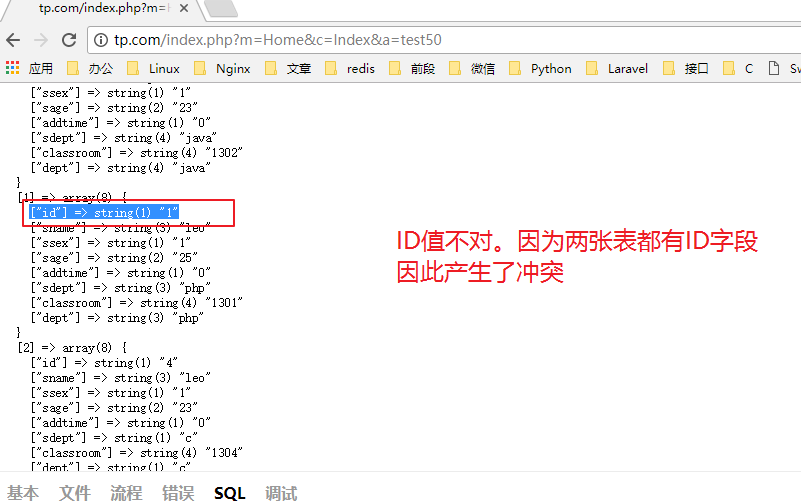 tp.com/index.php?m=H
tp.com/index.php?m=Home&c=Index&a=test50
应用 办公 Linux Nginx 文章 redis 前段 微信 Python Laravel 接口 C Sw
["ssex"] => string(1) "1"
["sage"] => string(2) "23"
["addtime"] => string(1) "0"
["sdept"] => string(4) "java"
["classroom"] => string(4) "1302"
["dept"] => string(4) "java"
}
[1] => array(8) {
["id"] => string(1) "1"
["sname"] => string(3) "leo"
["ssex"] => string(1) "1"
["sage"] => string(2) "25"
["addtime"] => string(1) "0"
["sdept"] => string(3) "php"
["classroom"] => string(4) "1301"
["dept"] => string(3) "php"
}
[2] => array(8) {
["id"] => string(1) "4"
["sname"] => string(3) "leo"
["ssex"] => string(1) "1"
["sage"] => string(2) "23"
["addtime"] => string(1) "0"
["sdept"] => string(1) "c"
["classroom"] => string(4) "1304"
["dept"] => string(1) "c"
ID值不对。因为两张表都有ID字段
因此产生了冲突
基本 文件 流程 错误 SQL 调试